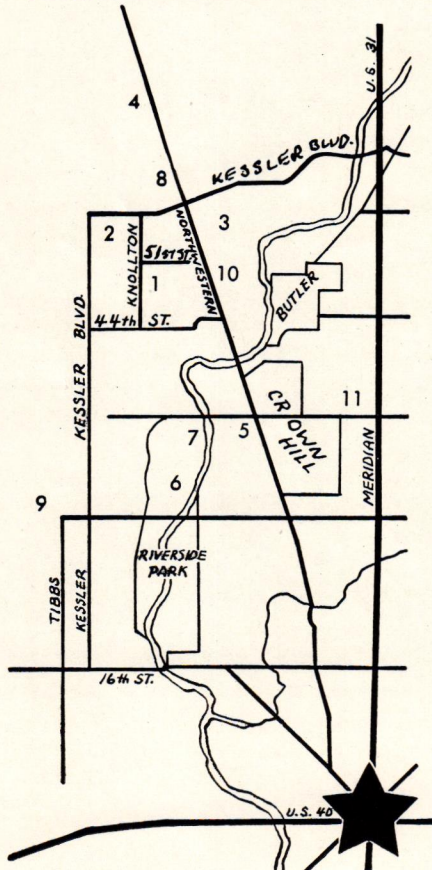 U.S. 31
4
8
KESSLER BLVD.
2
KNOLLTON
3
51st ST.
NORTHWESTERN
10
1
BUTLER
44th ST.
KESSLER BLVD.
11
7
5
CROWN
HILL
6
MERIDIAN
9
RIVERSIDE
PARK
TIBBS
KESSLER
16th ST.
U.S. 40